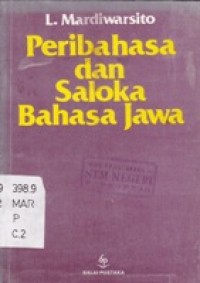 L. Mardiwarsito
Peribahasa
dan
Saloka
Bahasa Jawa
398.9
MAR
P
C.2
BALAI PUSTAKA